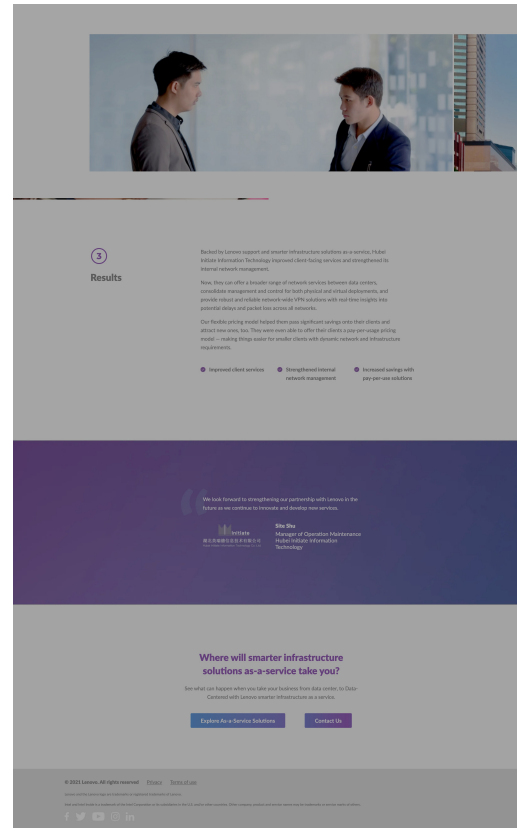 3
Results
Backed by Lenovo support and smarter infrastructure solutions as-a-service, Hubei
Initiate Information Technology improved client-facing services and strengthened its
internal network management.
Now, they can offer a broader range of network services between data centers,
consolidate management and control for both physical and virtual deployments, and
provide robust and reliable network wide VPN solutions with real-time insights into
potential delays and packet loss across all networks.
Our flexible pricing model helped them pass significant savings onto their clients and
attract new ones, too. They were even able to offer their clients a pay-per-usage pricing
model — making things easier for smaller clients with dynamic network and infrastructure
requirements.
Improved client services
Strengthened internal
network management
Increased savings with
pay-per-use solutions
We look forward to strengthening our partnership with Lenovo in the
future as we continue to innovate and develop new services.
Initiate
Site Shu
Manager of Operation Maintenance
Hubei Initiate Information
Technology
Where will smarter infrastructure
solutions as-a-service take you?
See what can happen when you take your business from data center, to Data-
Centered with Lenovo smarter infrastructure as a-service.
Explore As-a-Service Solutions
Contact Us
© 2021 Lenovo. All rights reserved Privacy Terms of use